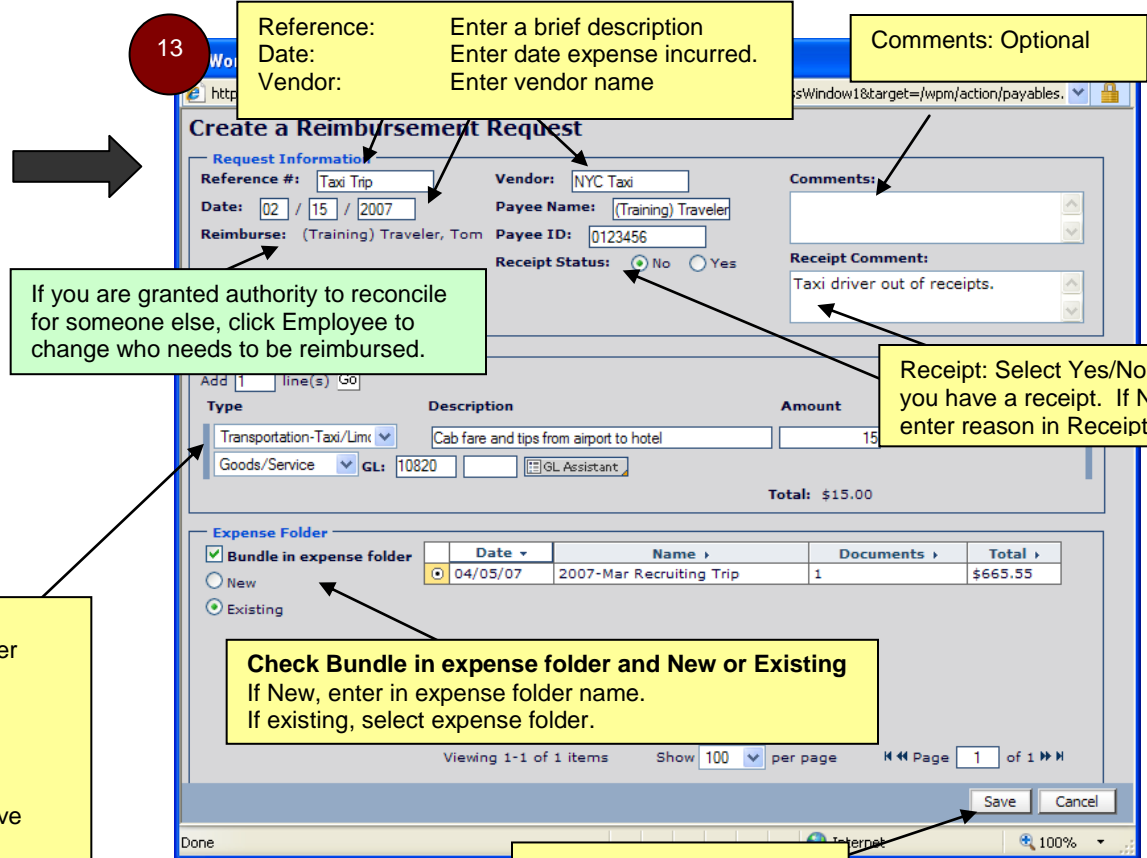 13
Reference: Enter a brief description
Date: Enter date expense incurred.
Vendor: Enter vendor name
Comments: Optional
Wor
http
ssWindow1&target=/wpm/action/payables.
Create a Reimbursement Request
Request Information
Reference #: Taxi Trip Vendor: NYC Taxi Comments:
Date: 02 / 15 / 2007 Payee Name: (Training) Traveler
Reimburse: (Training) Traveler, Tom Payee ID: 0123456
Receipt Status: No Yes Receipt Comment:
Taxi driver out of receipts.
If you are granted authority to reconcile
for someone else, click Employee to
change who needs to be reimbursed.
Receipt: Select Yes/No
you have a receipt. If N
enter reason in Receipt
Add 1 line(s) Go
Type Description Amount
Transportation-Taxi/Lim Cab fare and tips from airport to hotel 15
Goods/Service GL: 10820 GL Assistant
Total: $15.00
Expense Folder
Bundle in expense folder Date Name Documents Total
New 04/05/07 2007-Mar Recruiting Trip 1 $665.55
Existing
er
ve
Check Bundle in expense folder and New or Existing
If New, enter in expense folder name.
If existing, select expense folder.
Viewing 1-1 of 1 items Show 100 per page Page 1 of 1
Save Cancel
Done Internet 100%